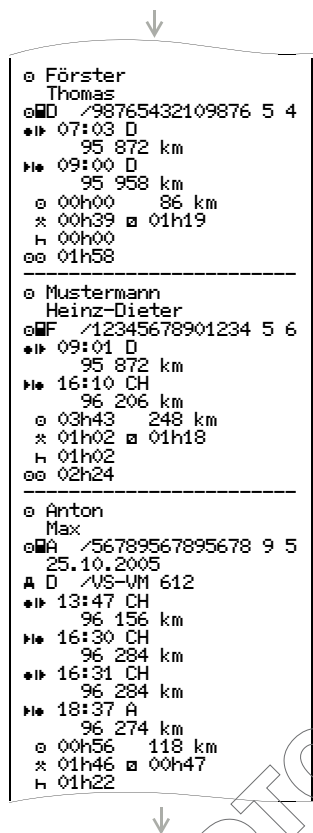 Förster
Thomas
D /98765432109876 5 4
07:03 D
95 872 km
09:00 D
95 958 km
00h00 86 km
00h39 01h19
00h00
01h58
Mustermann
Heinz-Dieter
F /12345678901234 5 6
09:01 D
95 872 km
16:10 CH
96 206 km
03h43 248 km
01h02 01h18
01h02
02h24
Anton
Max
A /56789567895678 9 5
25.10.2005
D /VS-VM 612
13:47 CH
96 156 km
16:30 CH
96 284 km
16:31 CH
96 284 km
18:37 A
96 274 km
00h56 118 km
01h46 00h47
01h22